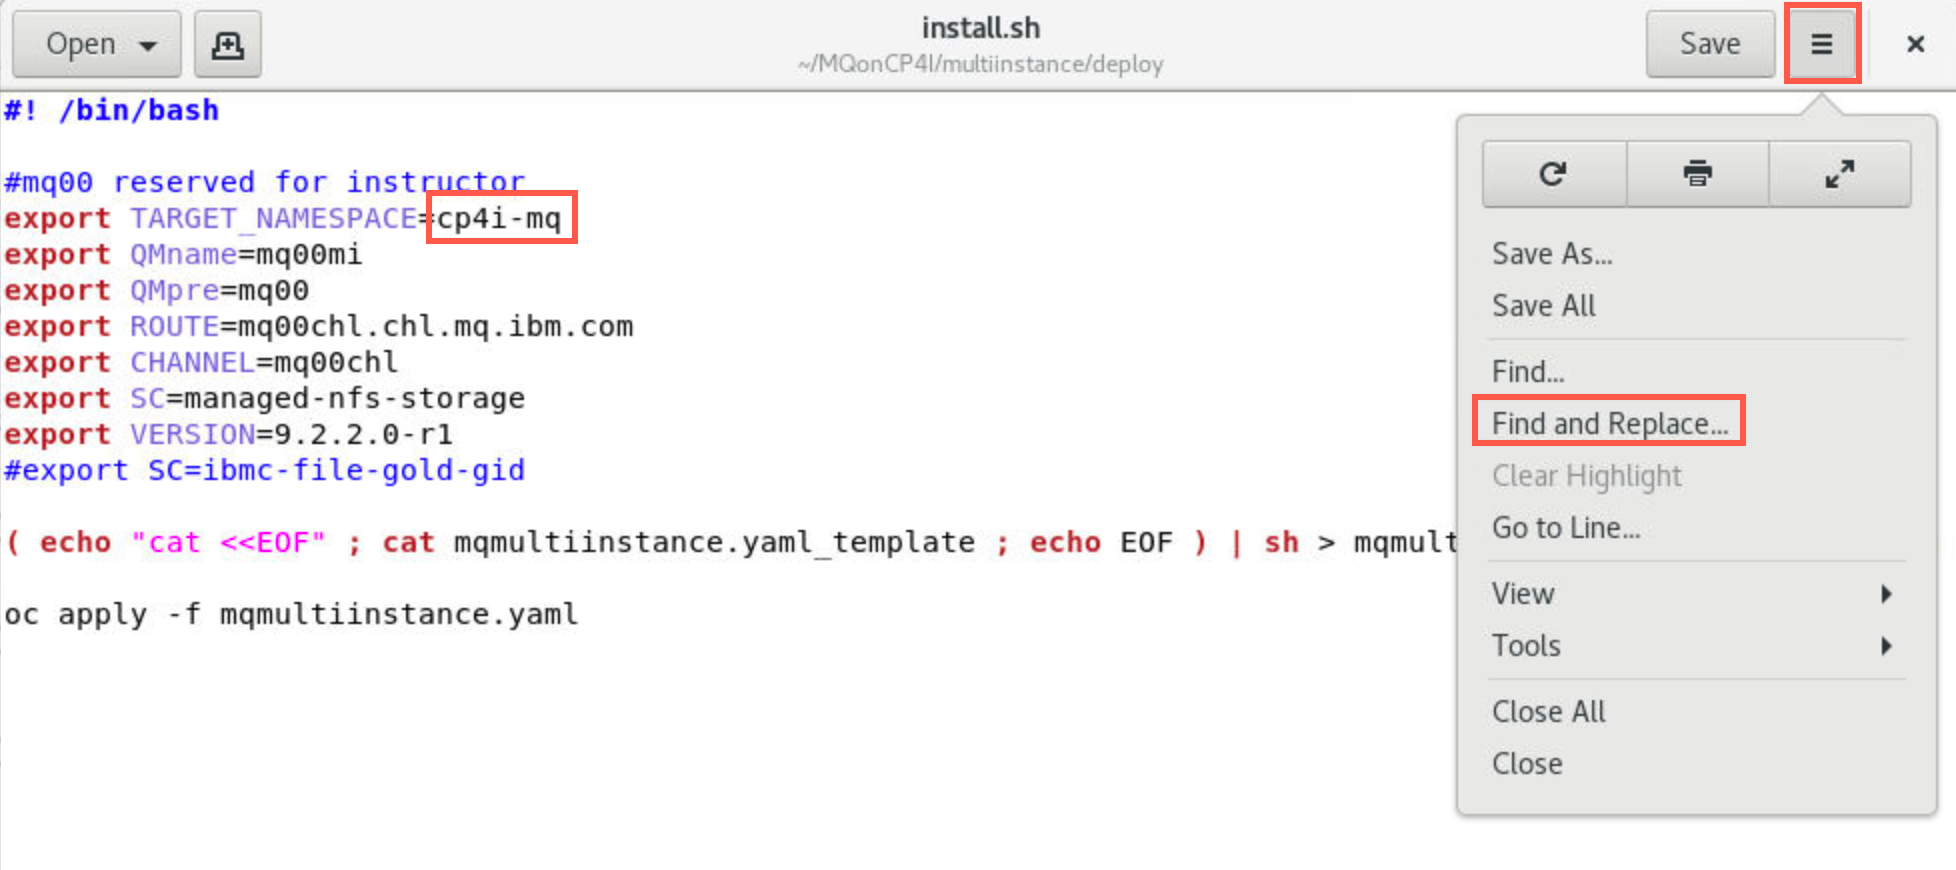 Open
install.sh
~/MQonCP4I/multiinstance/deploy
Save
#! /bin/bash
#mq00 reserved for instructor
export TARGET_NAMESPACE=cp4i-mq
export QMname=mq00mi
export QMpre=mq00
export ROUTE=mq00chl.chl.mq.ibm.com
export CHANNEL=mq00chl
export SC=managed-nfs-storage
export VERSION=9.2.2.0-r1
#export SC=ibmc-file-gold-gid
( echo "cat <<EOF" ; cat mqmultiinstance.yaml_template ; echo EOF ) | sh > mqmult
oc apply -f mqmultiinstance.yaml
Save As...
Save All
Find...
Find and Replace...
Clear Highlight
Go to Line...
View
Tools
Close All
Close